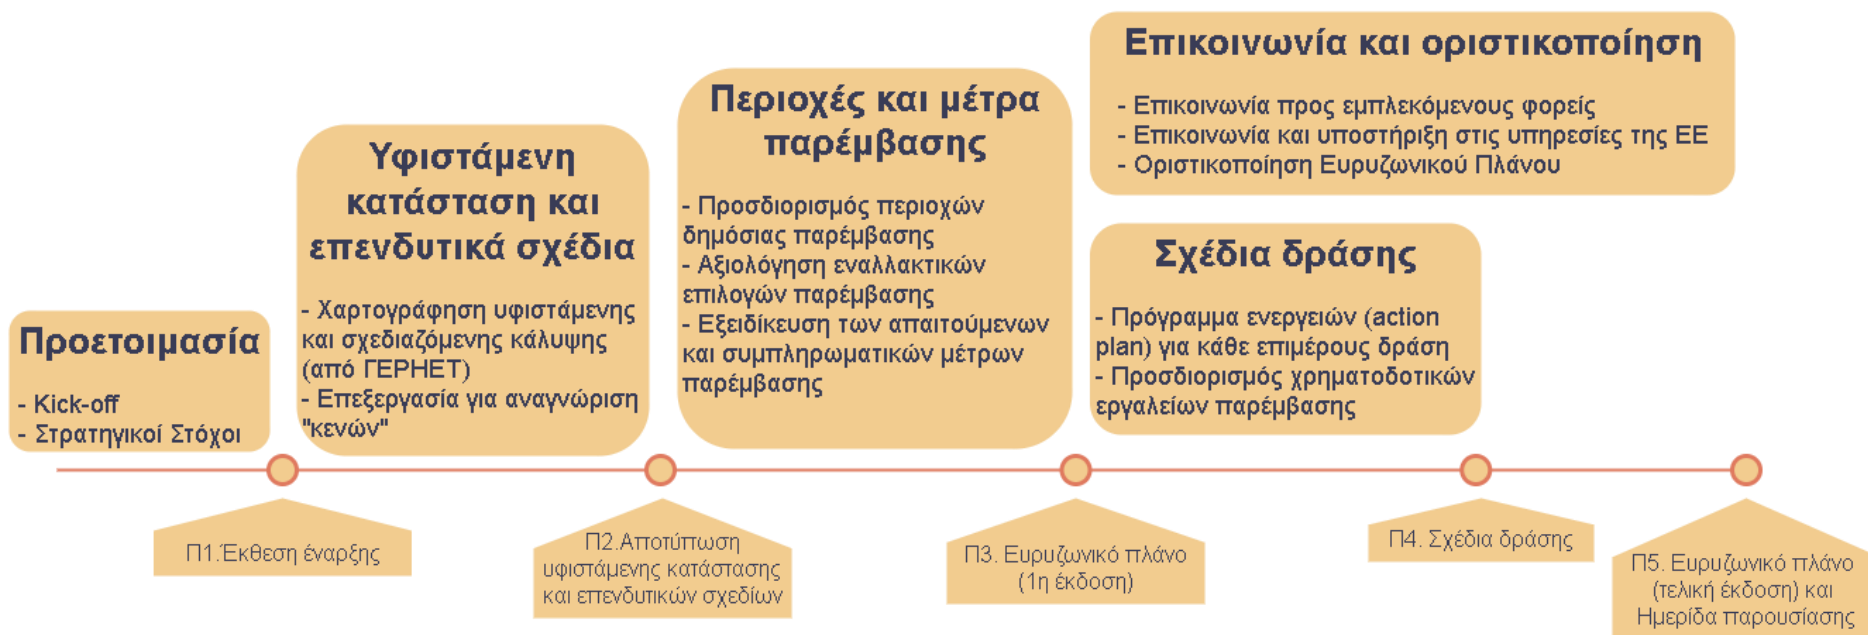 Προετοιμασία
- Kick-off
- Στρατηγικοί Στόχοι
Υφιστάμενη
κατάσταση και
επενδυτικά σχέδια
- Χαρτογράφηση υφιστάμενης
και σχεδιαζόμενης κάλυψης
(από ΓΕΡΗΕΤ)
- Επεξεργασία για αναγνώριση
"κενών"
Περιοχές και μέτρα
παρέμβασης
- Προσδιορισμός περιοχών
δημόσιας παρέμβασης
- Αξιολόγηση εναλλακτικών
επιλογών παρέμβασης
- Εξειδίκευση των απαιτούμενων
και συμπληρωματικών μέτρων
παρέμβασης
Επικοινωνία και οριστικοποίηση
- Επικοινωνία προς εμπλεκόμενους φορείς
- Επικοινωνία και υποστήριξη στις υπηρεσίες της ΕΕ
- Οριστικοποίηση Ευρυζωνικού Πλάνου
Σχέδια δράσης
- Πρόγραμμα ενεργειών (action
plan) για κάθε επιμέρους δράση
- Προσδιορισμός χρηματοδοτικών
εργαλείων παρέμβασης
Π1.Έκθεση έναρξης
Π2.Αποτύπωση
υφιστάμενης κατάστασης
και επενδυτικών σχεδίων
Π3. Ευρυζωνικό πλάνο
(1η έκδοση)
Π4. Σχέδια δράσης
Π5. Ευρυζωνικό πλάνο
(τελική έκδοση) και
Ημερίδα παρουσίασης